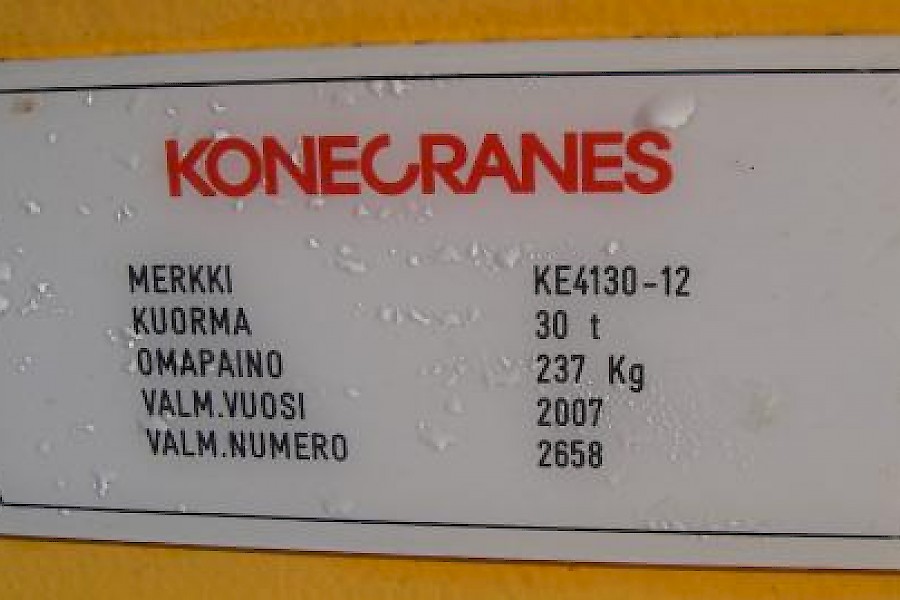 KONECRANES
MERKKI KE4130-12
KUORMA 30 t
OMAPAINO 237 Kg
VALM.VUOSI 2007
VALM.NUMERO 2658